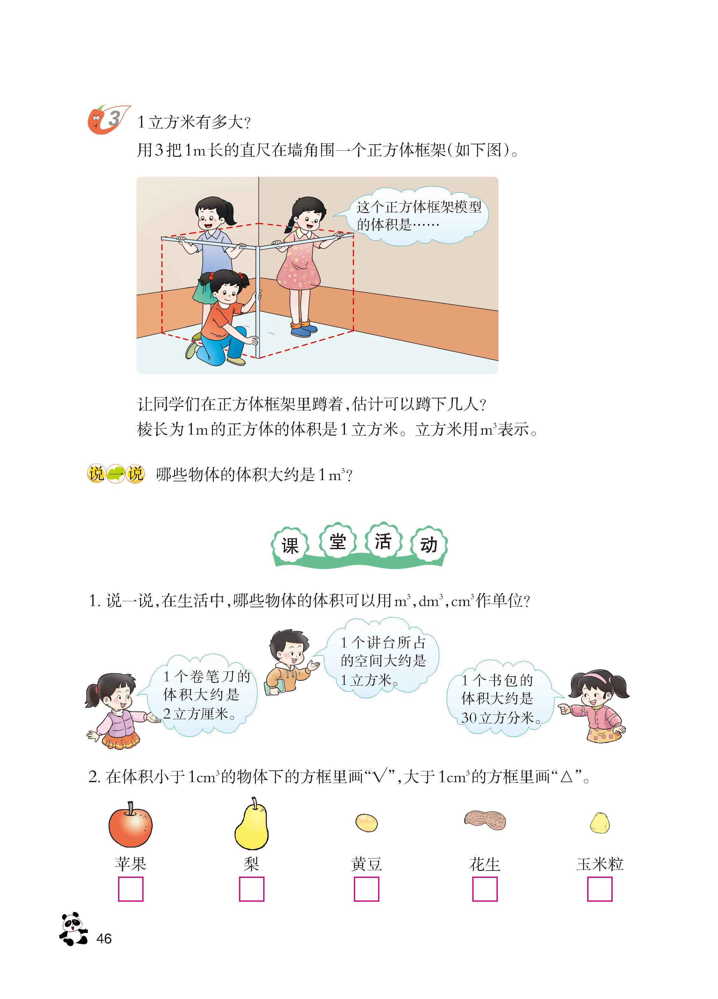 3
1立方米有多大?
用3把1m长的直尺在墙角围一个正方体框架(如下图)。
这个正方体框架模型
的体积是……
让同学们在正方体框架里蹲着,估计可以蹲下几人?
棱长为1m的正方体的体积是1立方米。立方米用m³表示。
说一说 哪些物体的体积大约是1m³?
课堂活动
1. 说一说,在生活中,哪些物体的体积可以用m³,dm³,cm³作单位?
1个卷笔刀的
体积大约是
2立方厘米。
1个讲台所占
的空间大约是
1立方米。
1个书包的
体积大约是
30立方分米。
2. 在体积小于1cm³的物体下的方框里画“√”,大于1cm³的方框里画“△”。
苹果 梨 黄豆 花生 玉米粒
46